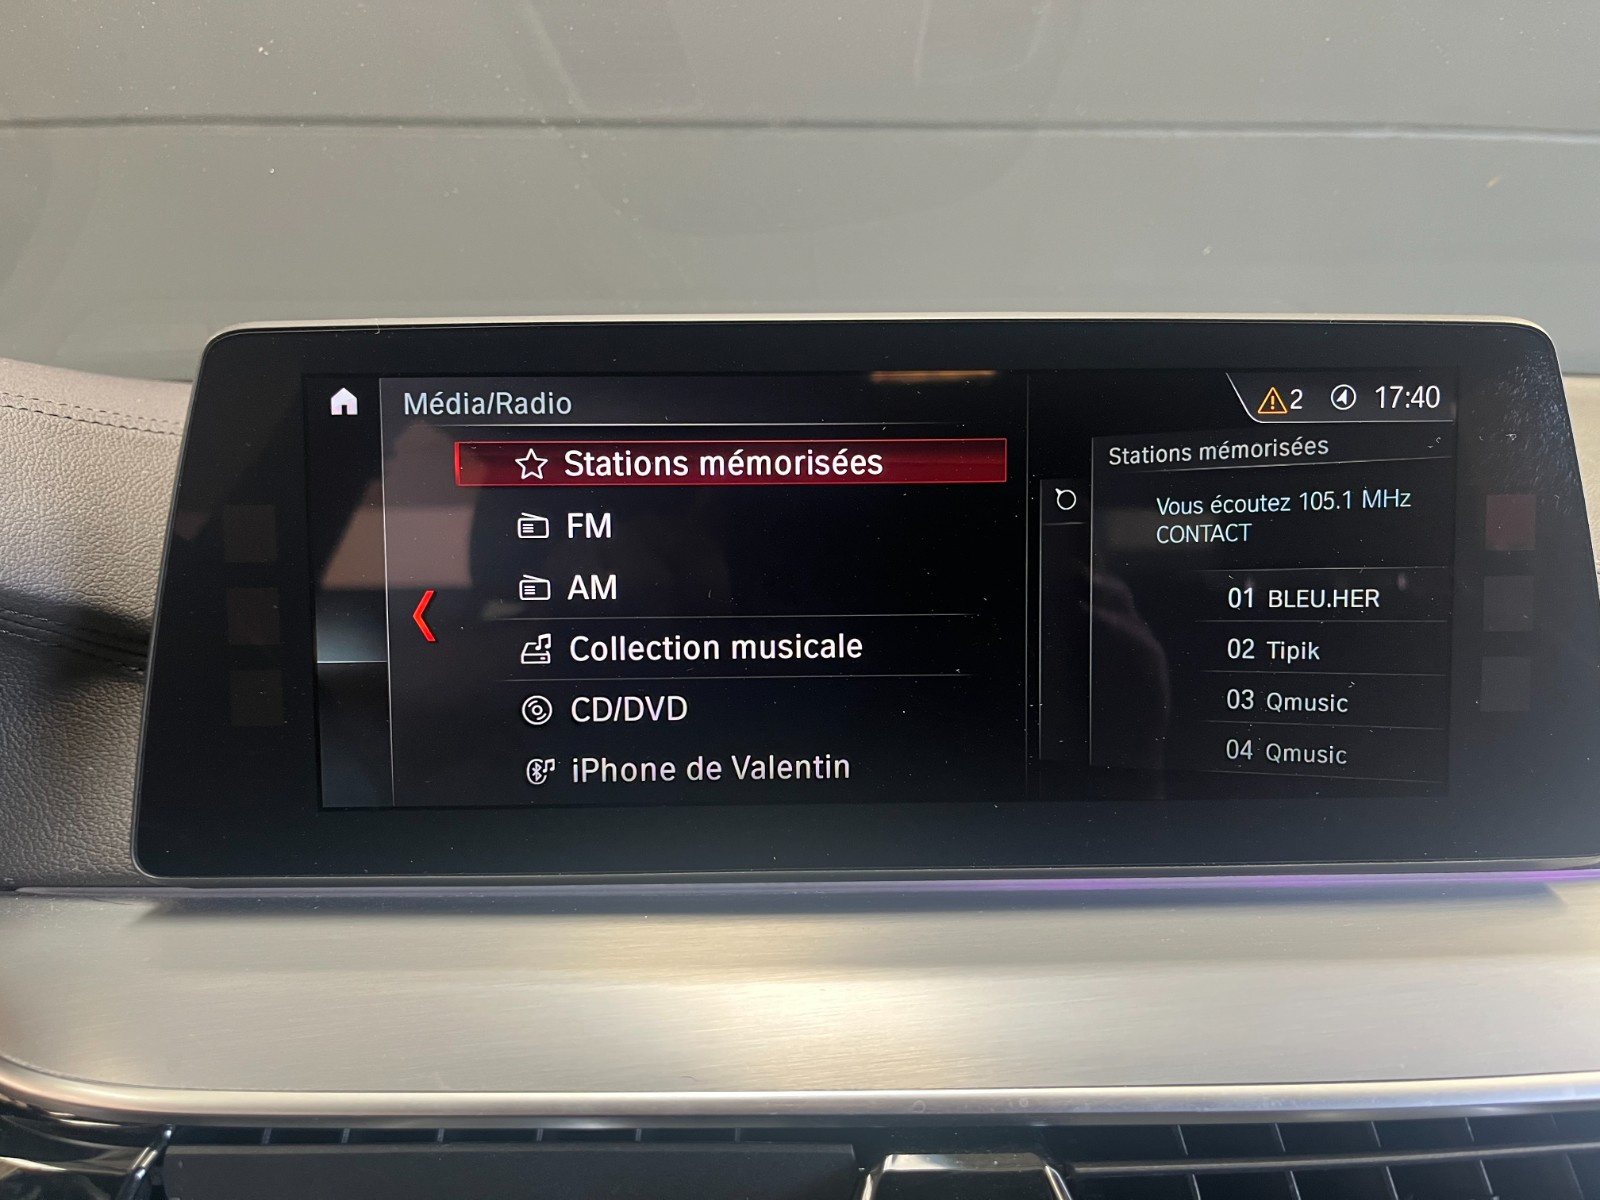 Média/Radio
2 17:40
Stations mémorisées
FM
AM
Collection musicale
CD/DVD
iPhone de Valentin
Stations mémorisées
Vous écoutez 105.1 MHz
CONTACT
01 BLEU.HER
02 Tipik
03 Qmusic
04 Qmusic